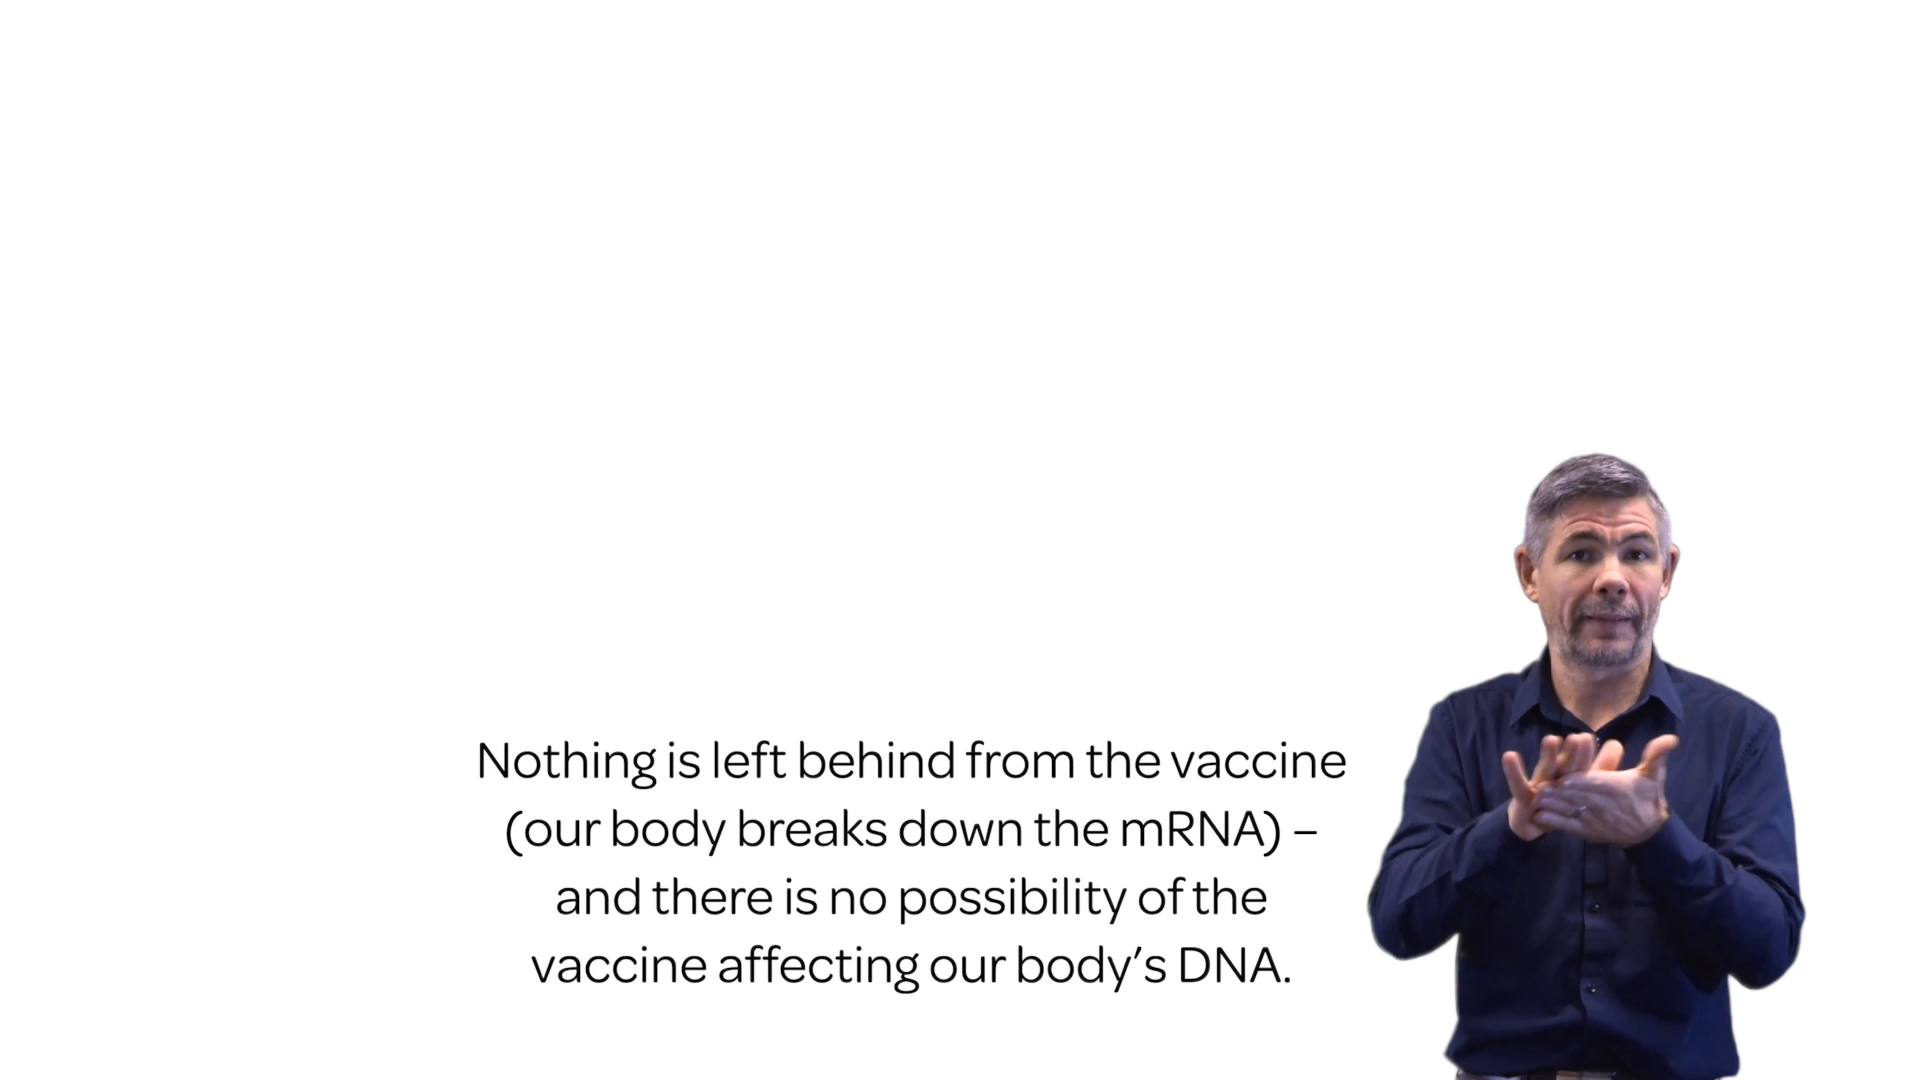 Nothing is left behind from the vaccine
(our body breaks down the mRNA) –
and there is no possibility of the
vaccine affecting our body’s DNA.